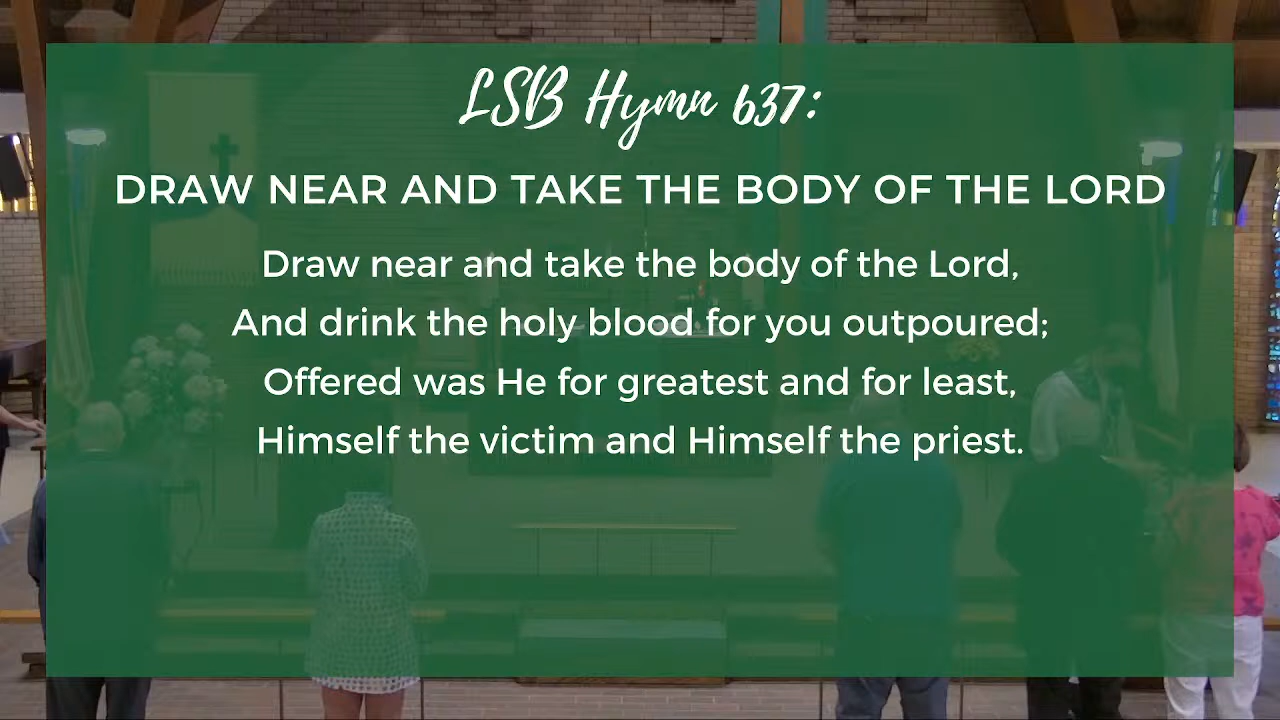 LSB Hymn 637:
DRAW NEAR AND TAKE THE BODY OF THE LORD
Draw near and take the body of the Lord,
And drink the holy blood for you outpoured;
Offered was He for greatest and for least,
Himself the victim and Himself the priest.